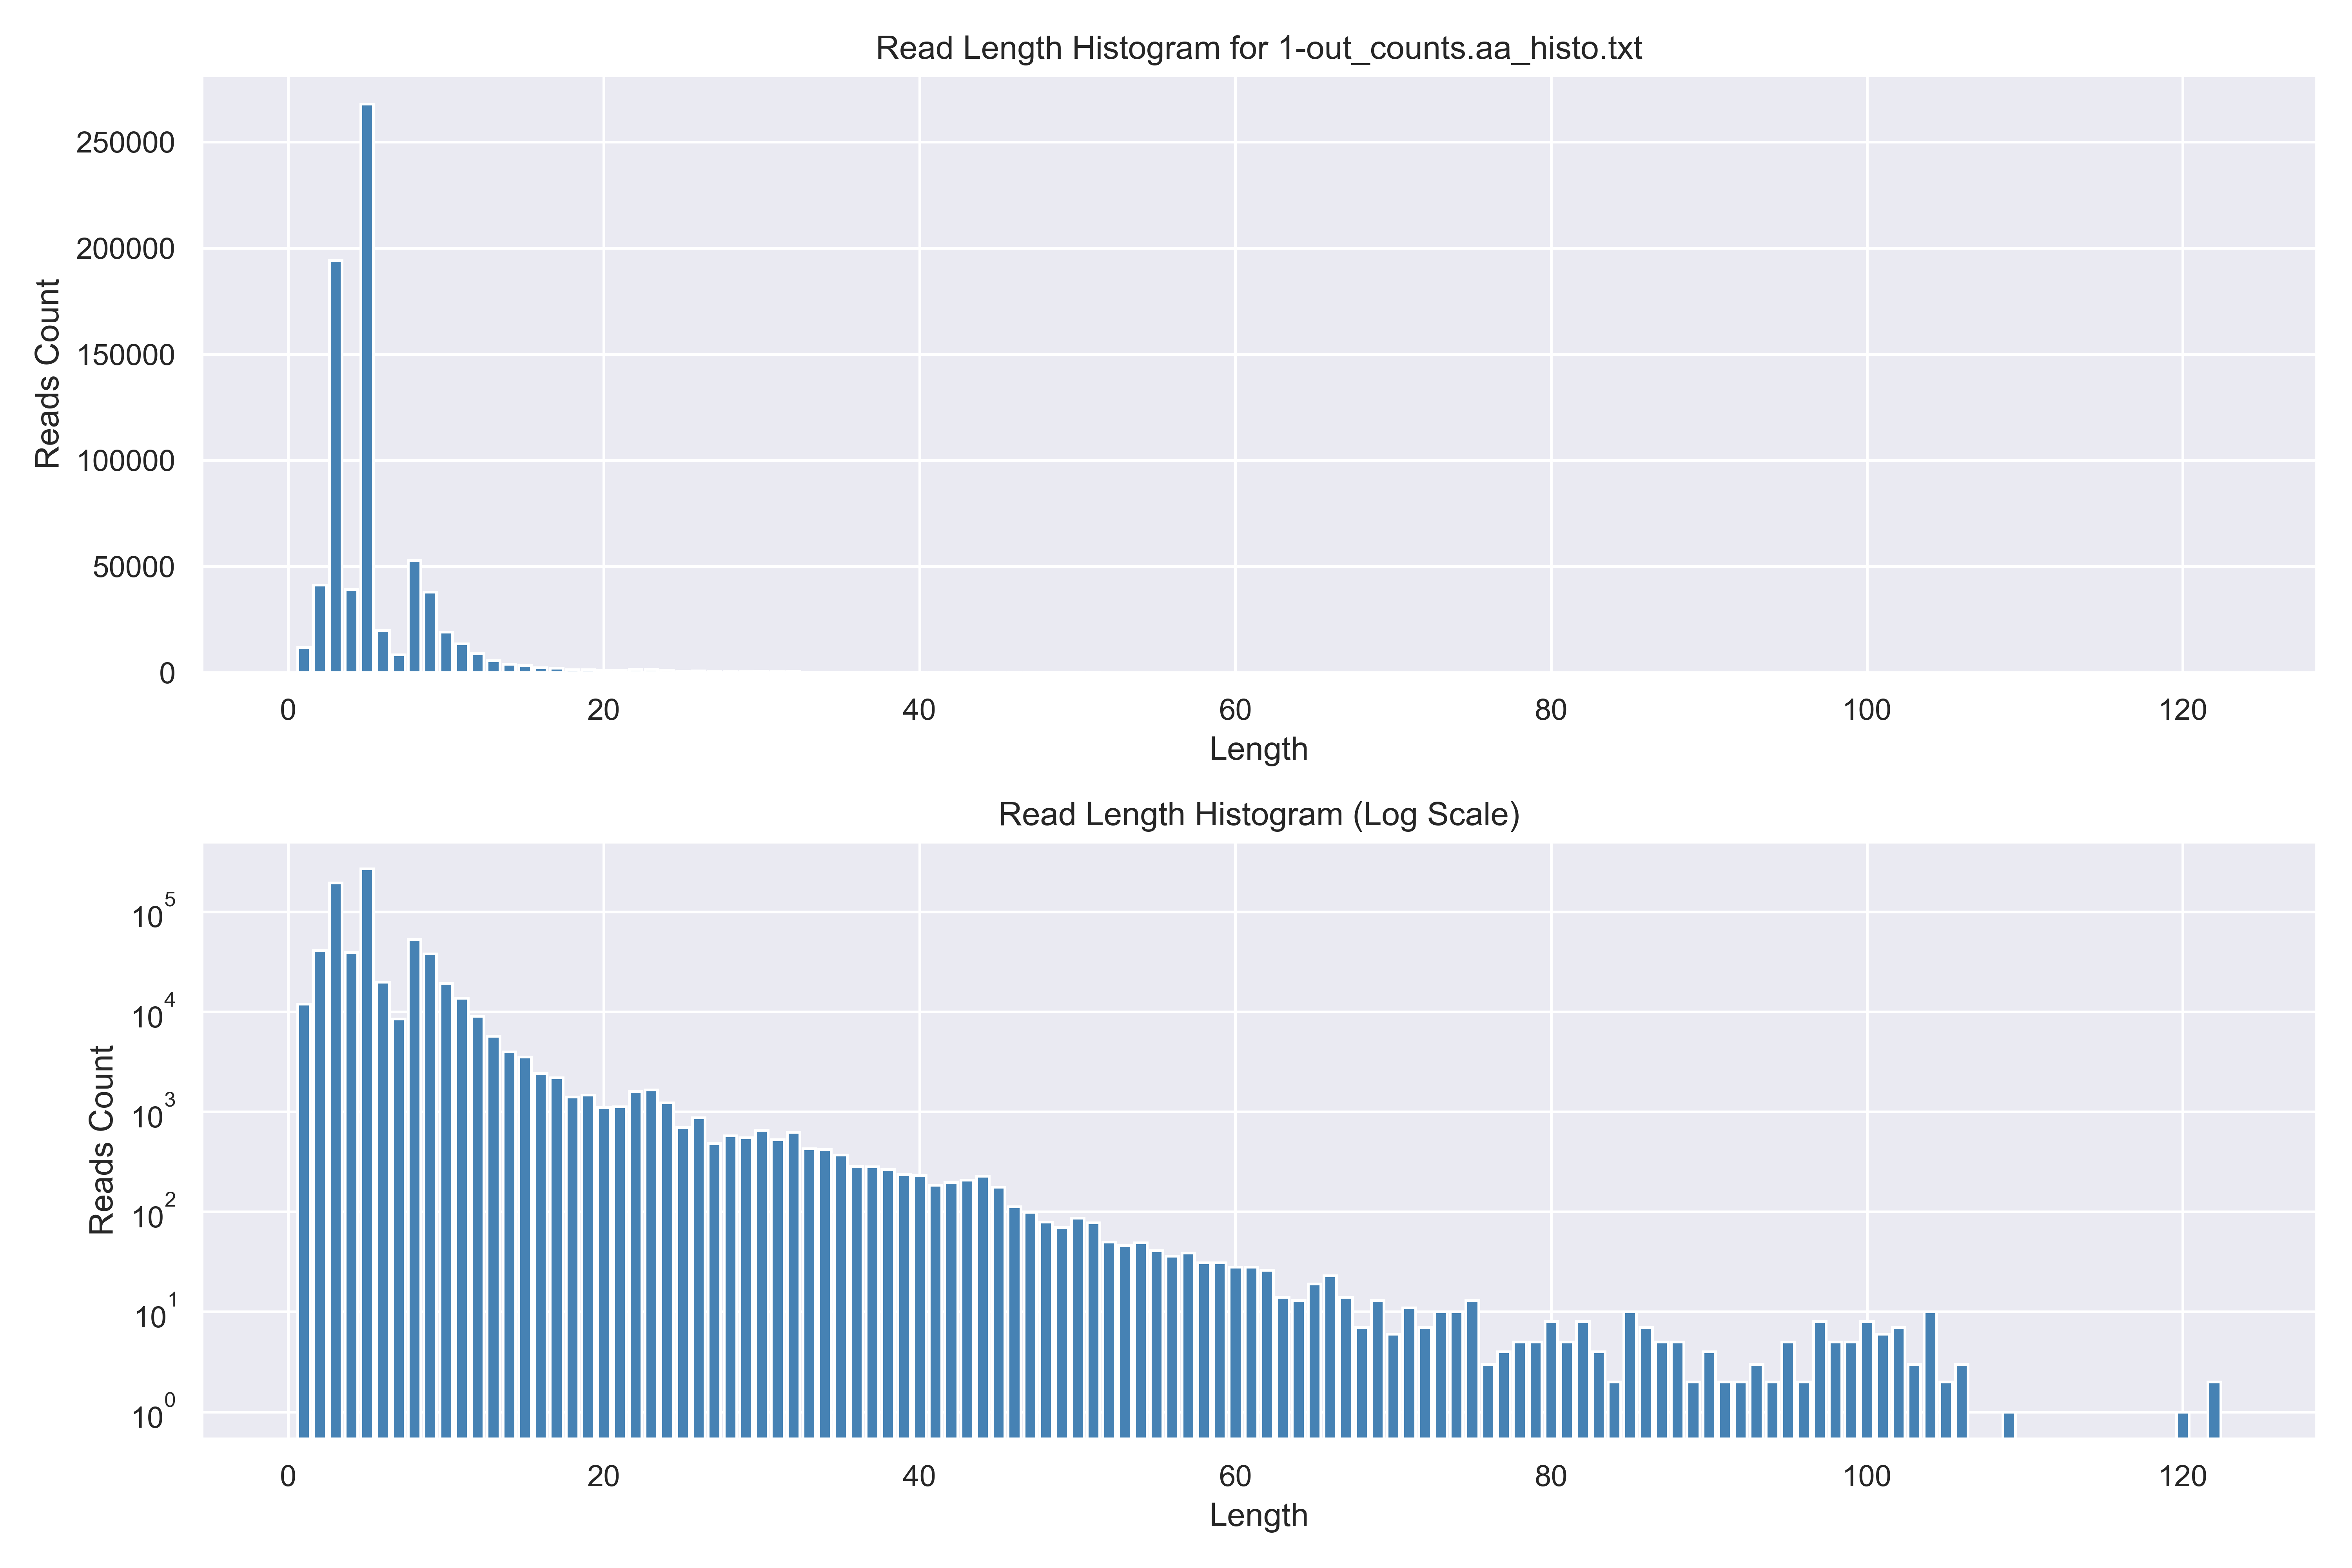 Read Length Histogram for 1-out_counts.aa_histo.txt
Reads Count
250000
200000
150000
100000
50000
0
0 20 40 60 80 100 120
Length
Read Length Histogram (Log Scale)
Reads Count
10^5
10^4
10^3
10^2
10^1
10^0
0 20 40 60 80 100 120
Length